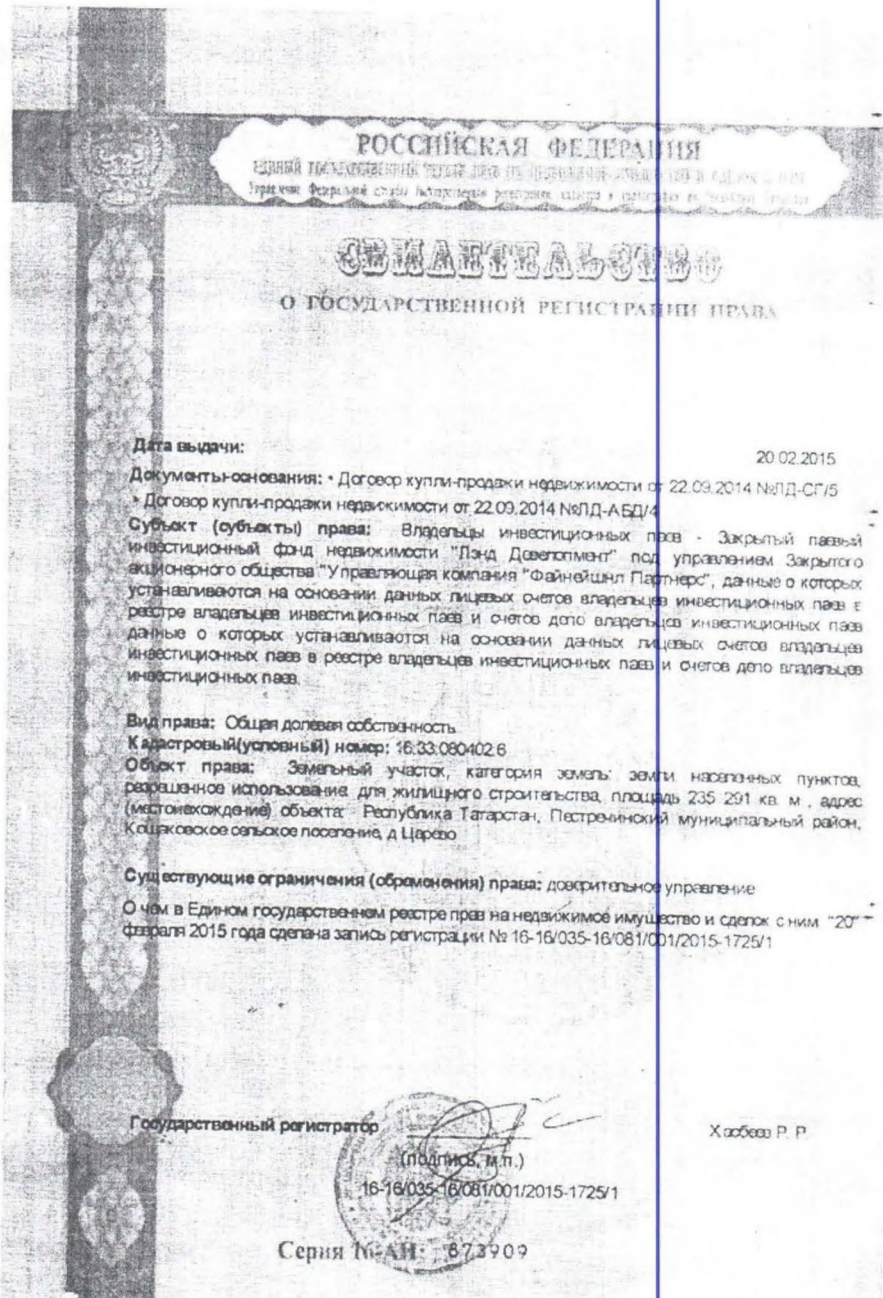 РОССИЙСКАЯ ФЕДЕРАЦИЯ
СВИДЕТЕЛЬСТВО
О ГОСУДАРСТВЕННОЙ РЕГИСТРАЦИИ ПРАВА
Дата выдачи: 20.02.2015
Документы-основания: • Договор купли-продажи недвижимости от 22.09.2014 №ЛД-СГ/5
• Договор купли-продажи недвижимости от 22.09.2014 №ЛД-АБД/4
Субъект (субъекты) права: Владельцы инвестиционных паев - Закрытый паевый
инвестиционный фонд недвижимости "Лэнд Девелопмент" под управлением Закрытого
акционерного общества "Управляющая компания "Файнейшнл Партнерс", данные о которых
устанавливаются на основании данных лицевых счетов владельцев инвестиционных паев в
реестре владельцев инвестиционных паев и счетов депо владельцев инвестиционных паев
данные о которых устанавливаются на основании данных лицевых счетов владельцев
инвестиционных паев в реестре владельцев инвестиционных паев и счетов депо владельцев
инвестиционных паев.
Вид права: Общая долевая собственность
Кадастровый(условный) номер: 16:33:080402:6
Объект права: Земельный участок, категория земель: земли населенных пунктов,
разрешенное использование: для жилищного строительства, площадь 235 291 кв. м., адрес
(местонахождение) объекта: Республика Татарстан, Пестречинский муниципальный район,
Кощаковское сельское поселение, д Царево
Существующие ограничения (обременения) права: доверительное управление
О чем в Едином государственном реестре прав на недвижимое имущество и сделок с ним "20"
февраля 2015 года сделана запись регистрации № 16-16/035-16/081/001/2015-1725/1
Государственный регистратор Р. Р.
(подпись, м.п.)
16-16/035-16/081/001/2015-1725/1
Серия 16-АН 673909